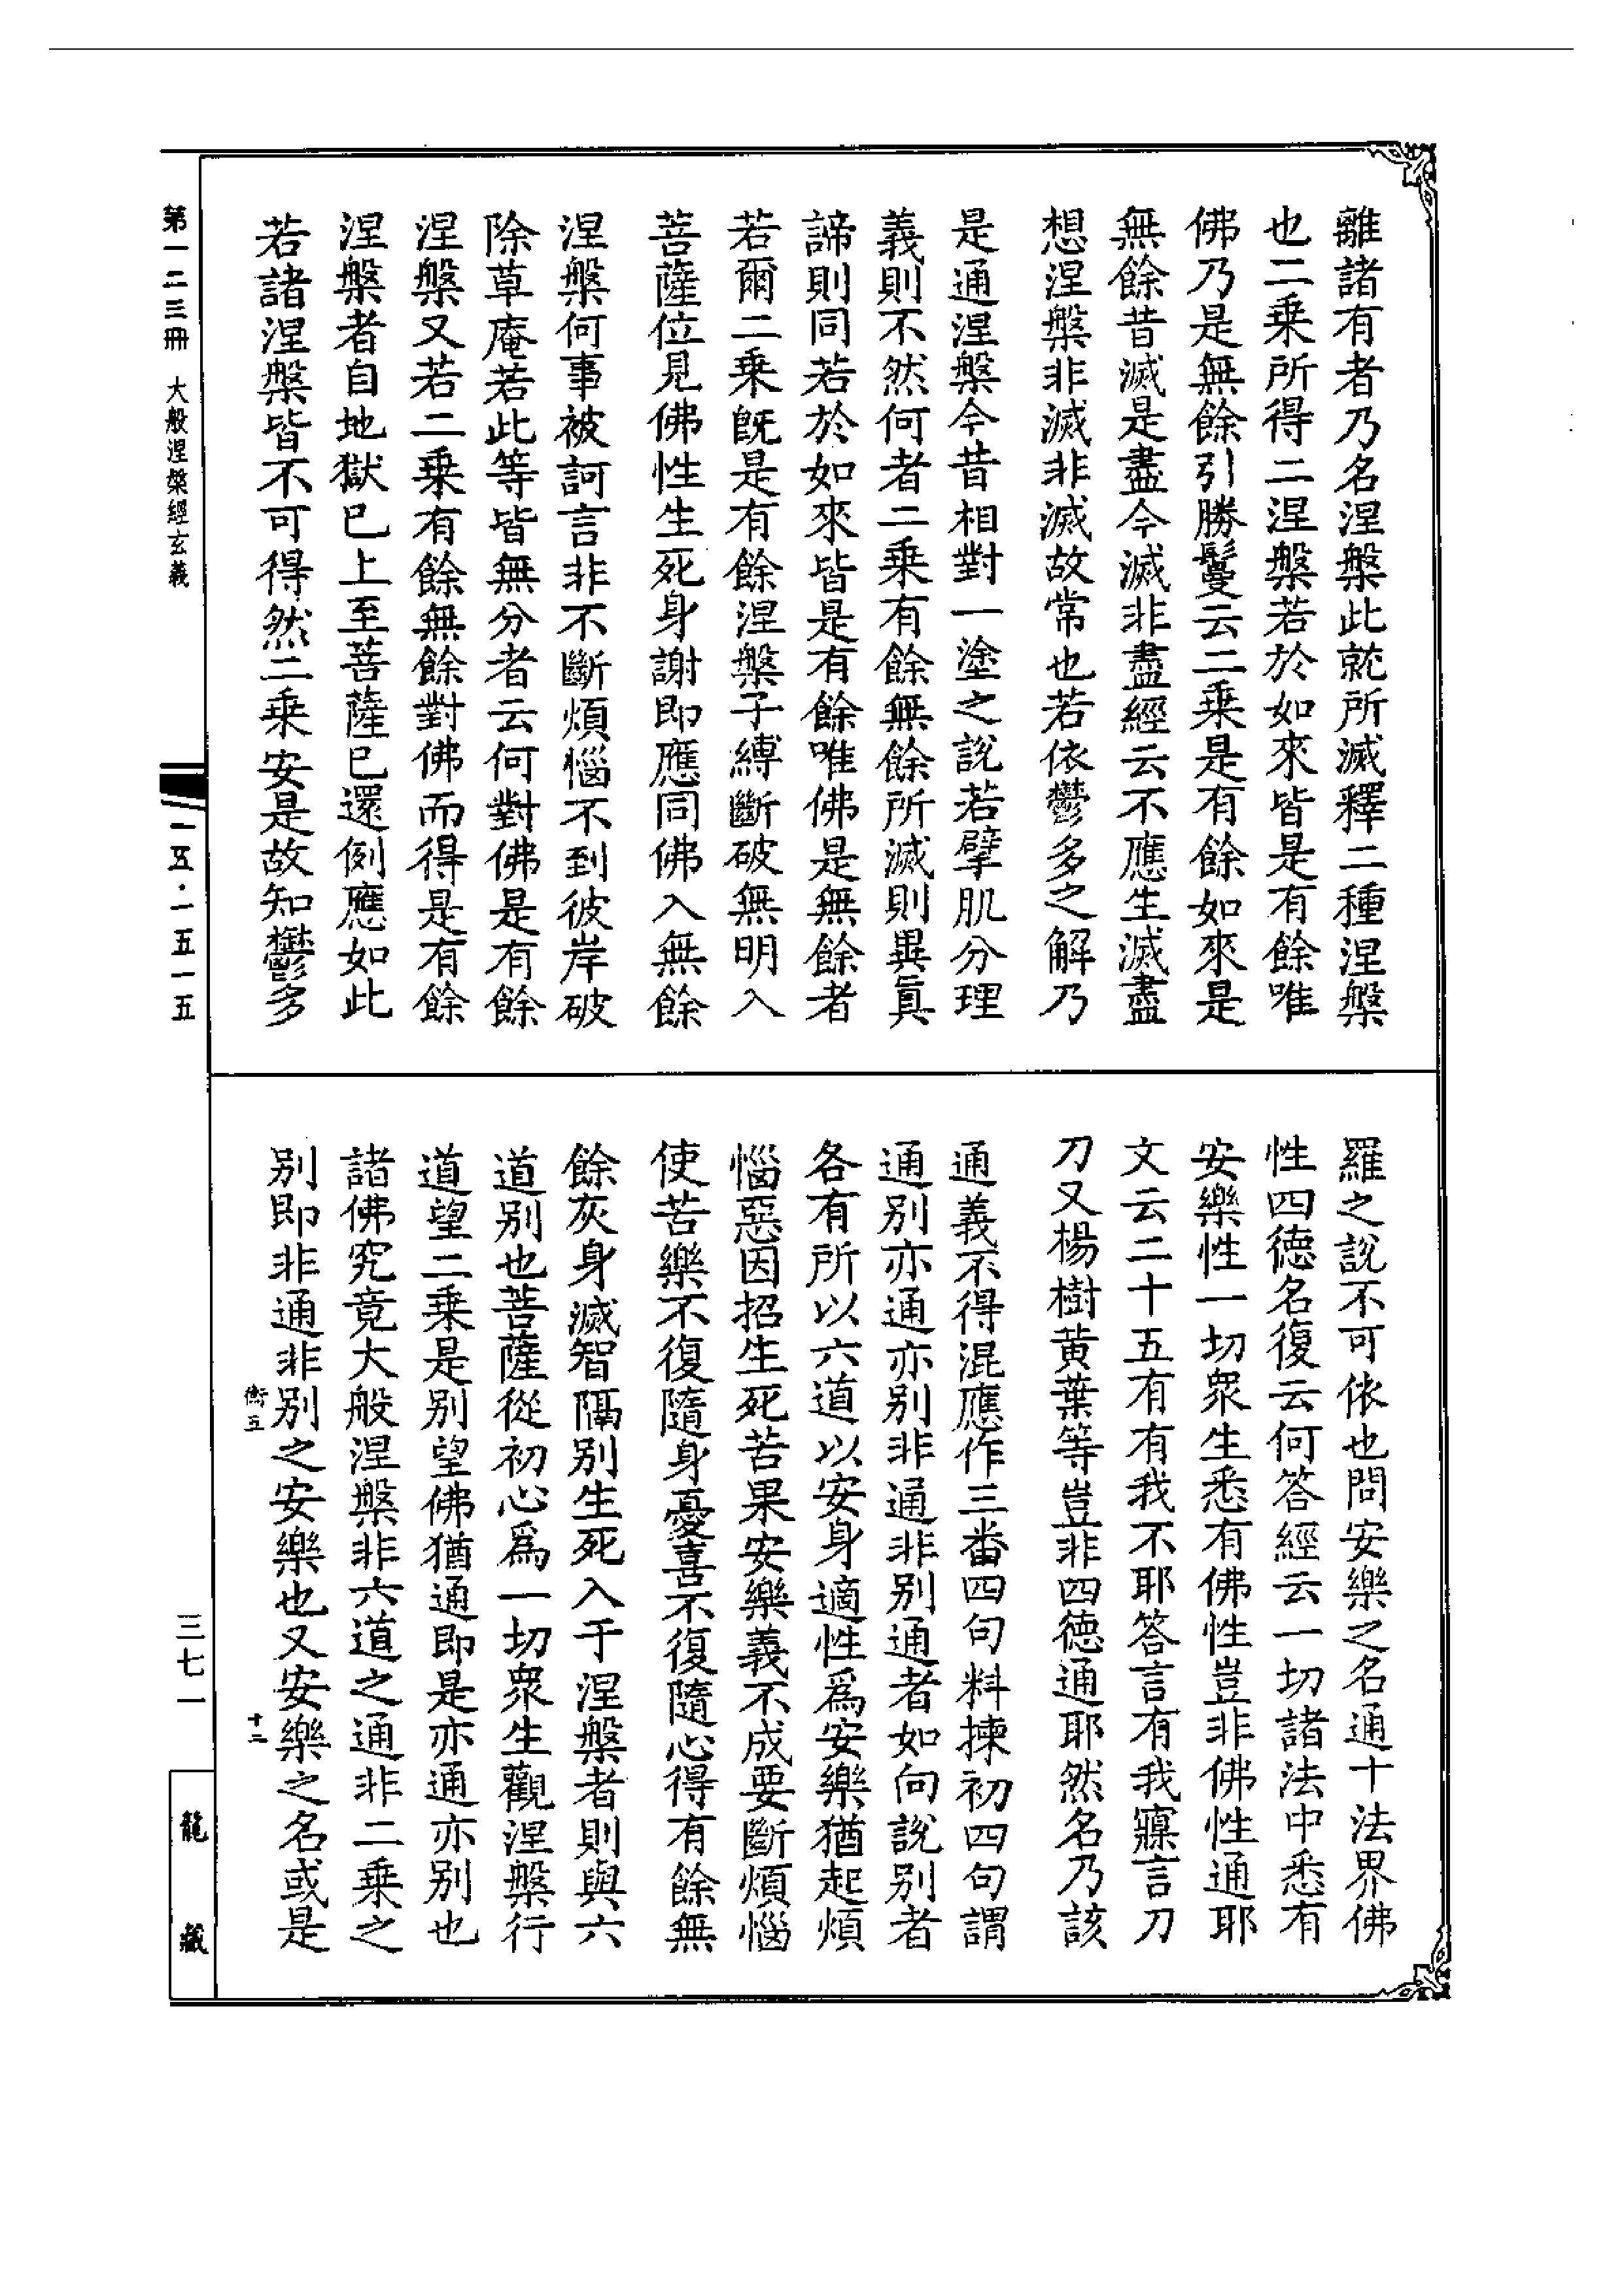 離諸有者乃名涅槃此就所滅釋二種涅槃
也二乘所得二涅槃若於如來皆是有餘唯
佛乃是無餘引勝鬘云二乘是有餘如來是
無餘昔滅是盡今滅非盡經云不應生滅盡
想涅槃非滅非滅故常也若依鬱多之解乃
是通涅槃今昔相對一塗之說若擘肌分理
義則不然何者二乘有餘無餘所滅則異眞
諦則同若於如來皆是有餘唯佛是無餘者
若爾二乘旣是有餘涅槃子縛斷破無明入
菩薩位見佛性生死身謝即應同佛入無餘
涅槃何事被訶言非不斷煩惱不到彼岸破
除草庵若此等皆無分者云何對佛是有餘
涅槃又若二乘有餘無餘對佛而得是有餘
涅槃者自地獄已上至菩薩已還例應如此
若諸涅槃皆不可得然二乘安是故知鬱多
羅之說不可依也問安樂之名通十法界佛
性四德名復云何答經云一切諸法中悉有
安樂性一切眾生悉有佛性豈非佛性通耶
文云二十五有有我不耶答言有我寱言刀
刀又楊樹黃葉等豈非四德通耶然名乃該
通義不得混應作三番四句料揀初四句謂
通別亦通亦別非通非別通者如向說別者
各有所以六道以安身適性爲安樂猶起煩
惱惡因招生死苦果安樂義不成要斷煩惱
使苦樂不復隨身憂喜不復隨心得有餘無
餘灰身滅智隔別生死入于涅槃者則與六
道別也菩薩從初心爲一切眾生觀涅槃行
道望二乘是別望佛猶通即是亦通亦別也
諸佛究竟大般涅槃非六道之通非二乘之
別即非通非別之安樂也又安樂之名或是
衡五
十二
第一二三冊 大般涅槃經玄義
一五·一五一五
三七一
龍藏